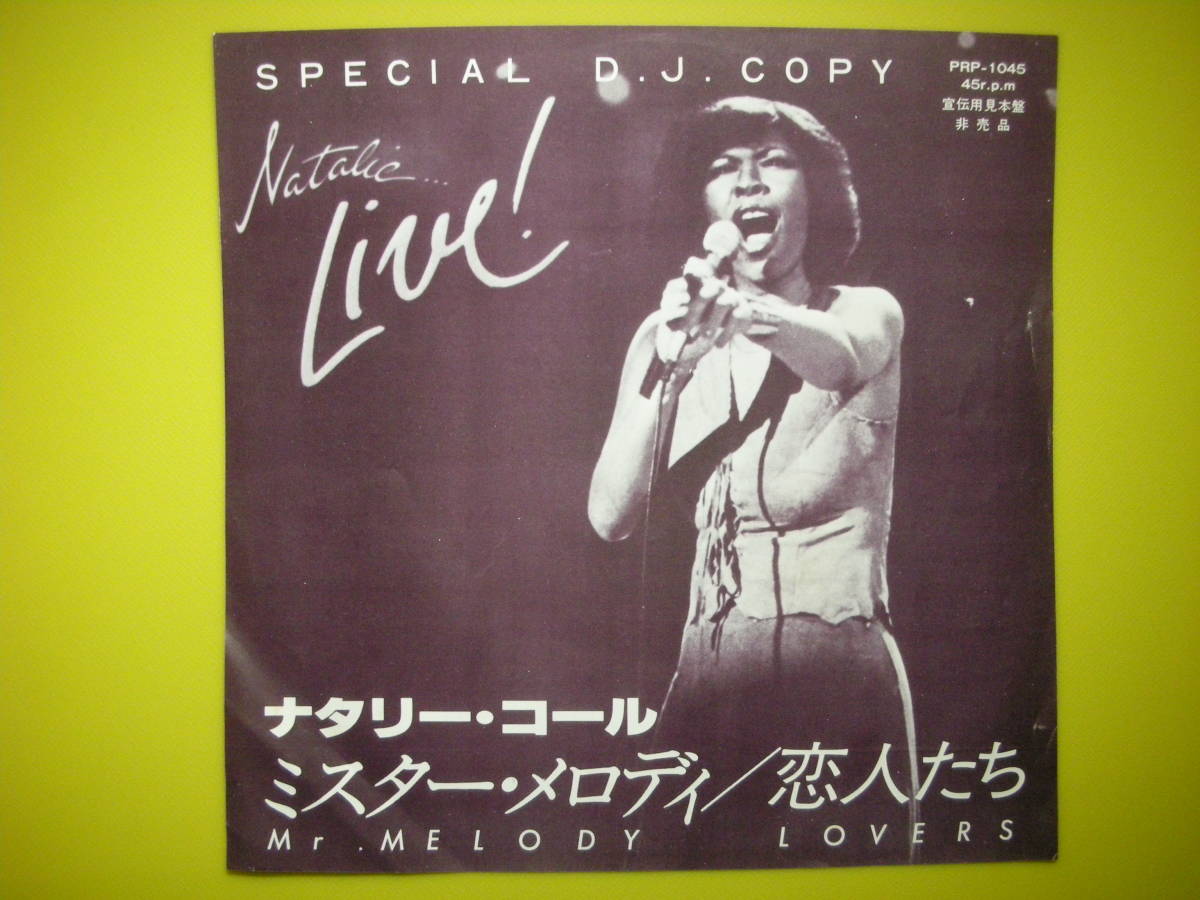 SPECIAL D.J. COPY
PRP-1045
45r.p.m
宣伝用見本盤
非売品
Natalie...
Live!
ナタリー・コール
ミスター・メロディ/恋人たち
Mr. MELODY LOVERS